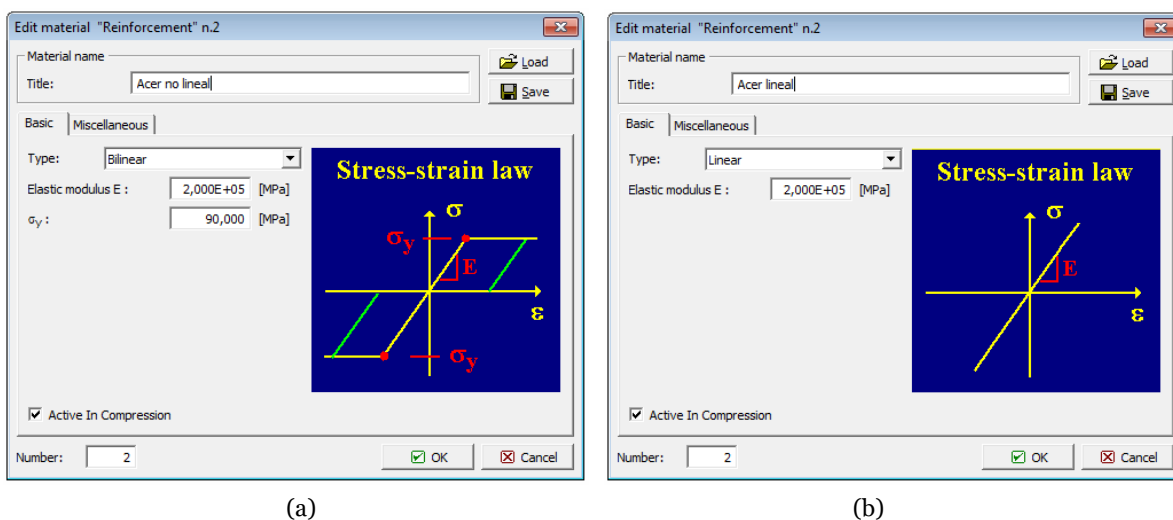 Edit material "Reinforcement" n.2
Material name
Title: Acer no lineal
Load
Save
Basic Miscellaneous
Type: Bilinear
Elastic modulus E : 2,000E+05 [MPa]
σy : 90,000 [MPa]
Stress-strain law
σ
σy
E
ε
σy
Active In Compression
Number: 2
OK Cancel
(a)
Edit material "Reinforcement" n.2
Material name
Title: Acer lineal
Load
Save
Basic Miscellaneous
Type: Linear
Elastic modulus E : 2,000E+05 [MPa]
Stress-strain law
σ
E
ε
Active In Compression
Number: 2
OK Cancel
(b)